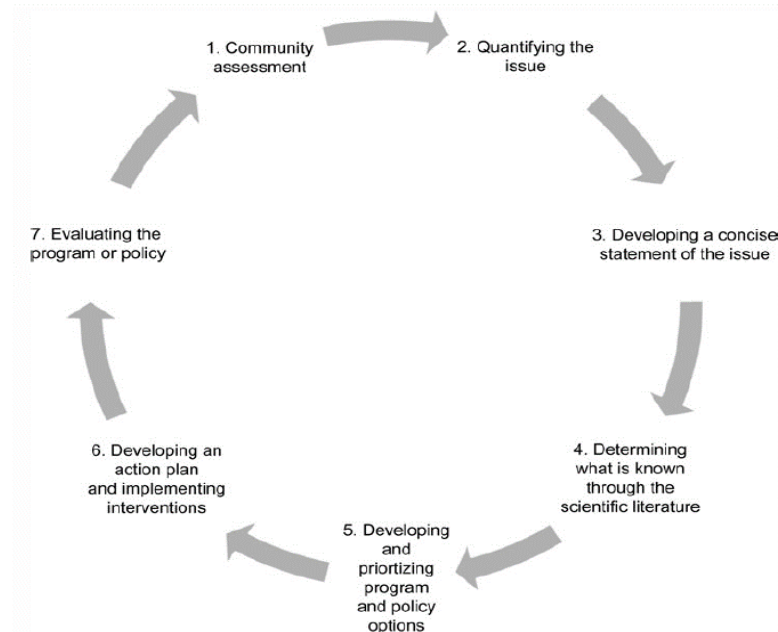 1. Community
assessment
2. Quantifying the
issue
3. Developing a concise
statement of the issue
4. Determining
what is known
through the
scientific literature
5. Developing
and
priortizing
program
and policy
options
6. Developing an
action plan
and implementing
interventions
7. Evaluating the
program or policy